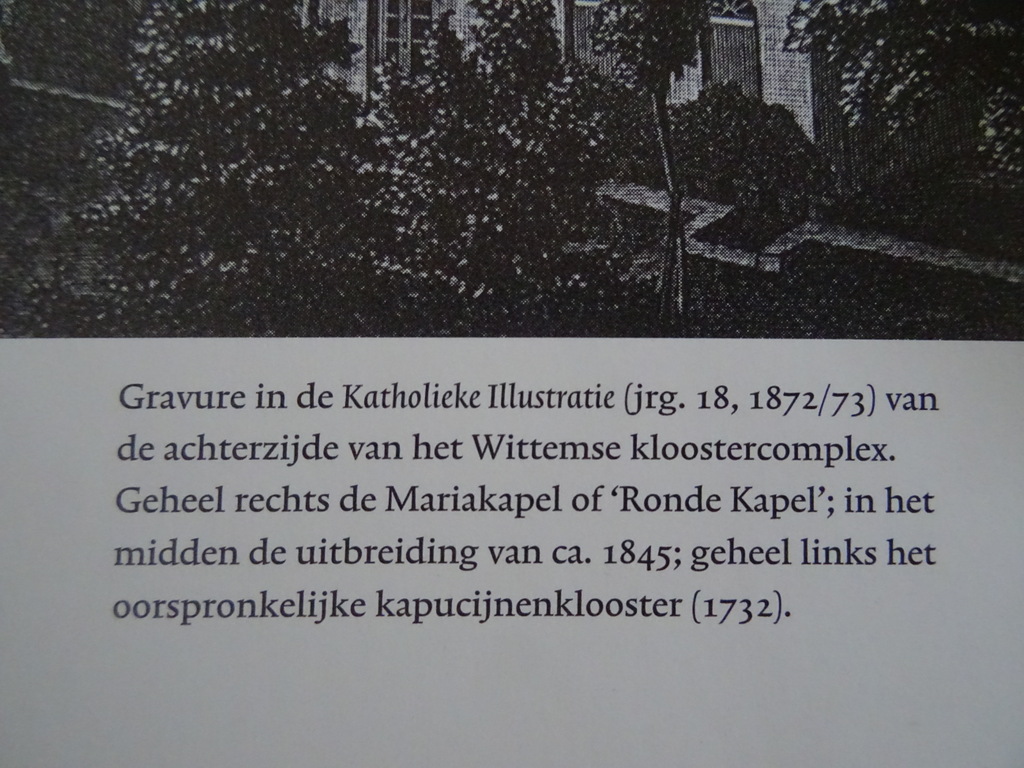 Gravure in de Katholieke Illustratie (jrg. 18, 1872/73) van
de achterzijde van het Wittemse kloostercomplex.
Geheel rechts de Mariakapel of ‘Ronde Kapel’; in het
midden de uitbreiding van ca. 1845; geheel links het
oorspronkelijke kapucijnenklooster (1732).